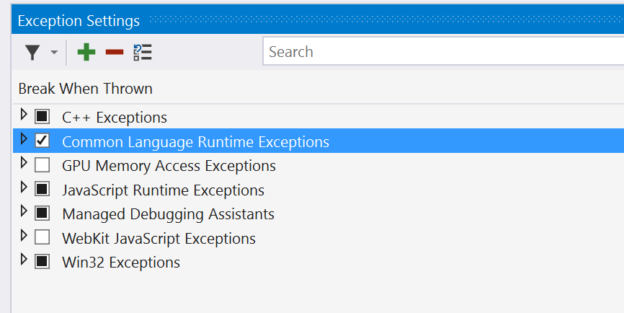 Exception Settings
Search
Break When Thrown
C++ Exceptions
Common Language Runtime Exceptions
GPU Memory Access Exceptions
JavaScript Runtime Exceptions
Managed Debugging Assistants
WebKit JavaScript Exceptions
Win32 Exceptions